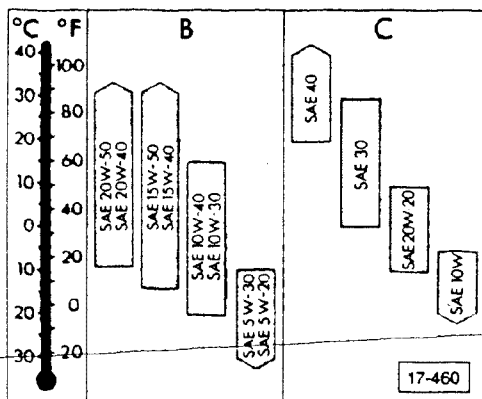 °C °F B C
40
30
20
10
0
10
20
30
100
80
60
40
20
0
20
SAE 20W-50
SAE 20W-40
SAE 15W-50
SAE 15W-40
SAE 10W-40
SAE 10W-30
SAE 5W-30
SAE 5W-20
SAE 40
SAE 30
SAE 20W 20
SAE 10W
17-460